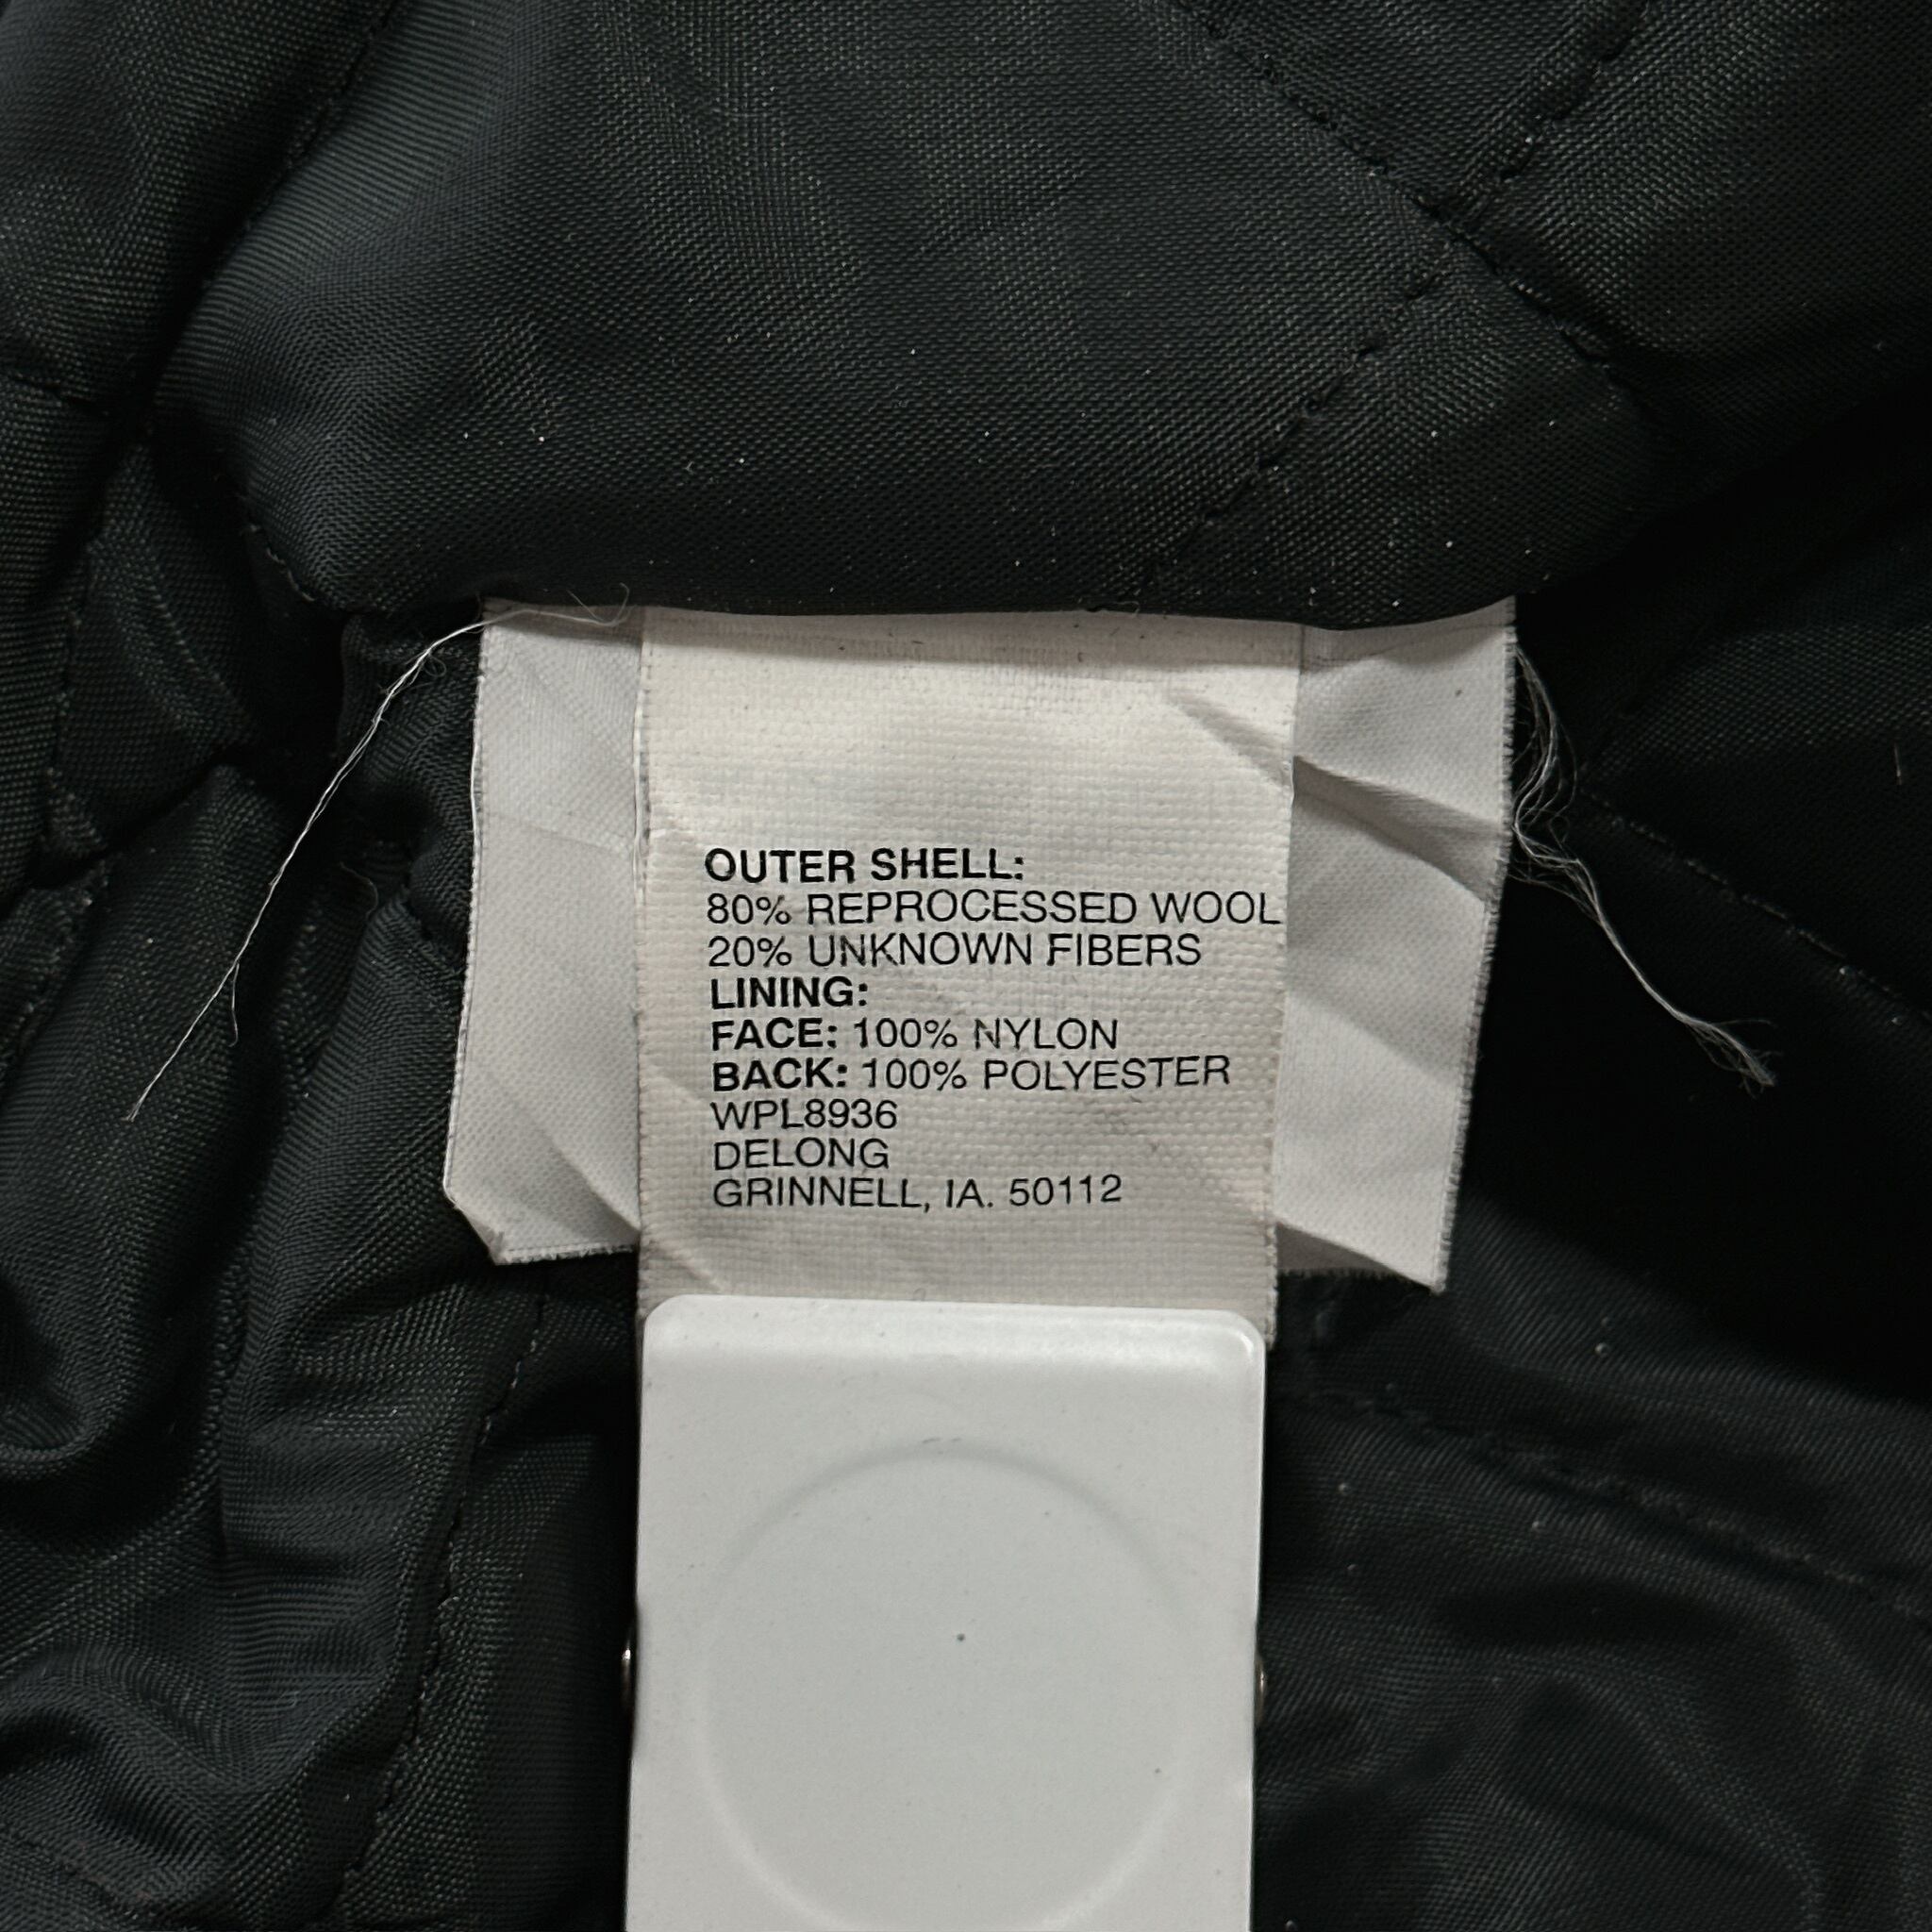 OUTER SHELL:
80% REPROCESSED WOOL
20% UNKNOWN FIBERS
LINING:
FACE: 100% NYLON
BACK: 100% POLYESTER
WPL8936
DELONG
GRINNELL, IA. 50112